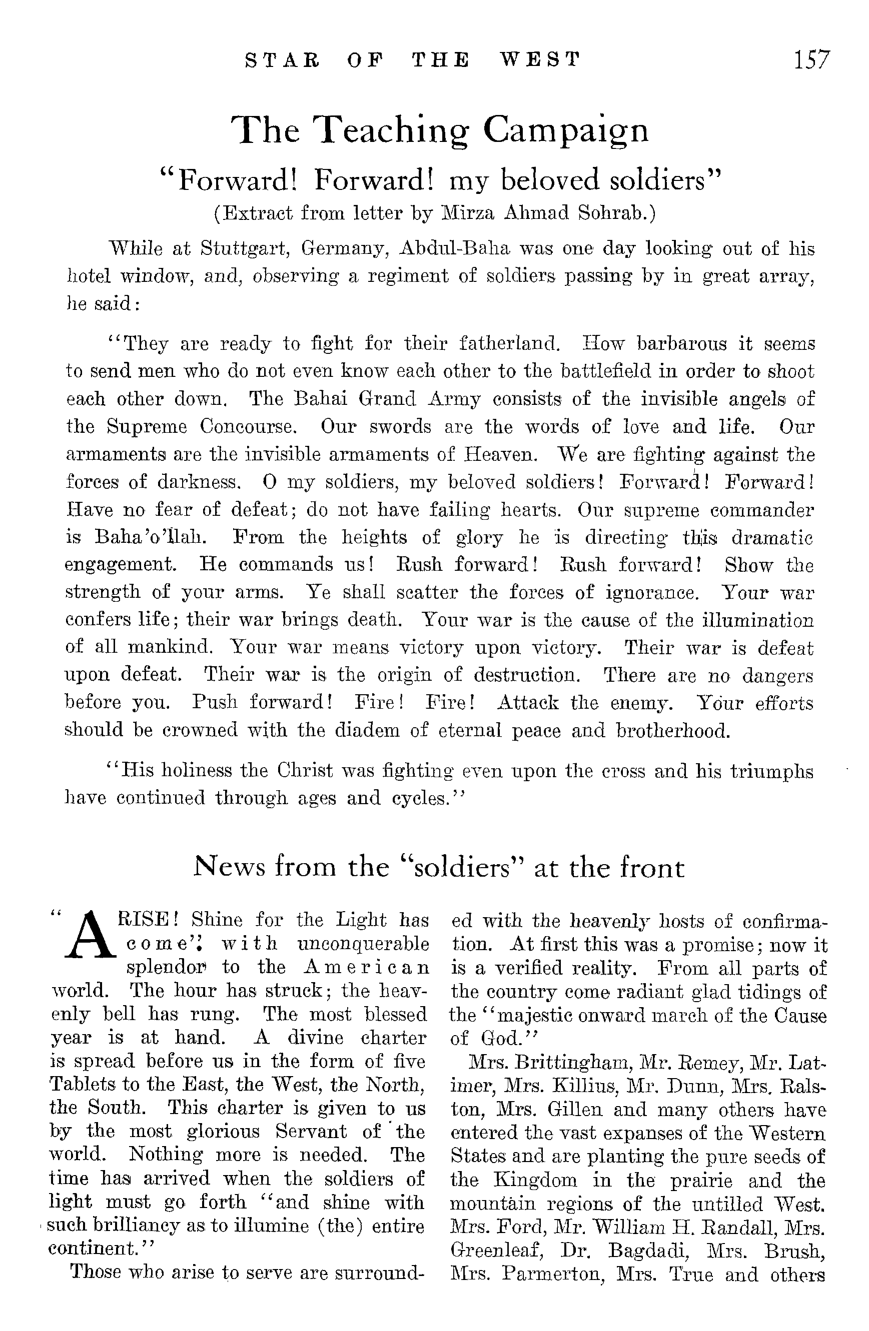 STAR OF THE WEST 157
The Teaching Campaign
"Forward! Forward! my beloved soldiers"
(Extract from letter by Mirza Ahmad Sohrab.)
While at Stuttgart, Germany, Abdul-Baha was one day looking out of his
hotel window, and, observing a regiment of soldiers passing by in great array,
he said:
"They are ready to fight for their fatherland. How barbarous it seems
to send men who do not even know each other to the battlefield in order to shoot
each other down. The Bahai Grand Army consists of the invisible angels of
the Supreme Concourse. Our swords are the words of love and life. Our
armaments are the invisible armaments of Heaven. We are fighting against the
forces of darkness. O my soldiers, my beloved soldiers! Forward! Forward!
Have no fear of defeat; do not have failing hearts. Our supreme commander
is Baha'o'llah. From the heights of glory he is directing this dramatic
engagement. He commands us! Rush forward! Rush forward! Show the
strength of your arms. Ye shall scatter the forces of ignorance. Your war
confers life; their war brings death. Your war is the cause of the illumination
of all mankind. Your war means victory upon victory. Their war is defeat
upon defeat. Their war is the origin of destruction. There are no dangers
before you. Push forward! Fire! Fire! Attack the enemy. Your efforts
should be crowned with the diadem of eternal peace and brotherhood.
"His holiness the Christ was fighting even upon the cross and his triumphs
have continued through ages and cycles."
News from the "soldiers" at the front
"ARISE! Shine for the Light has
come", with unconquerable
splendor to the American
world. The hour has struck; the heav-
enly bell has rung. The most blessed
year is at hand. A divine charter
is spread before us in the form of five
Tablets to the East, the West, the North,
the South. This charter is given to us
by the most glorious Servant of the
world. Nothing more is needed. The
time has arrived when the soldiers of
light must go forth "and shine with
such brilliancy as to illumine (the) entire
continent."
Those who arise to serve are surround-
ed with the heavenly hosts of confirma-
tion. At first this was a promise; now it
is a verified reality. From all parts of
the country come radiant glad tidings of
the "majestic onward march of the Cause
of God."
Mrs. Brittingham, Mr. Remey, Mr. Lat-
imer, Mrs. Killius, Mr. Dunn, Mrs. Rals-
ton, Mrs. Gillen and many others have
entered the vast expanses of the Western
States and are planting the pure seeds of
the Kingdom in the prairie and the
mountain regions of the untilled West.
Mrs. Ford, Mr. William H. Randall, Mrs.
Greenleaf, Dr. Bagdadi, Mrs. Brush,
Mrs. Parmerton, Mrs. True and others